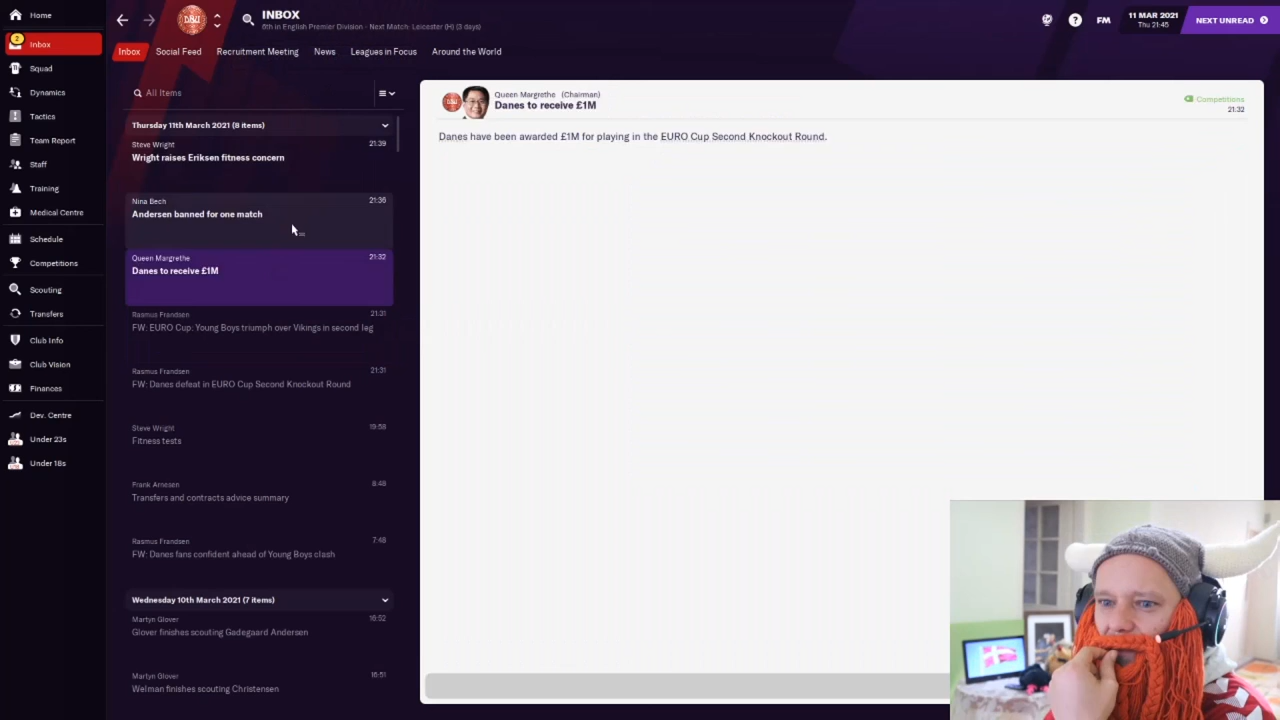 Home
Inbox
2
Squad
Dynamics
Tactics
Team Report
Staff
Training
Medical Centre
Schedule
Competitions
Scouting
Transfers
Club Info
Club Vision
Finances
Dev. Centre
Under 23s
Under 18s
DBU
INBOX
6th in English Premier Division - Next Match: Leicester (H) (3 days)
FM
11 MAR 2021
Thu 21:45
NEXT UNREAD
Inbox
Social Feed
Recruitment Meeting
News
Leagues in Focus
Around the World
All Items
Thursday 11th March 2021 (8 items)
Steve Wright 21:39
Wright raises Eriksen fitness concern
Nina Bech 21:36
Andersen banned for one match
Queen Margrethe 21:32
Danes to receive £1M
Rasmus Frandsen 21:31
FW: EURO Cup: Young Boys triumph over Vikings in second leg
Rasmus Frandsen 21:31
FW: Danes defeat in EURO Cup Second Knockout Round
Steve Wright 19:58
Fitness tests
Frank Arnesen 8:48
Transfers and contracts advice summary
Rasmus Frandsen 7:48
FW: Danes fans confident ahead of Young Boys clash
Wednesday 10th March 2021 (7 items)
Martyn Glover 16:52
Glover finishes scouting Gadegaard Andersen
Martyn Glover 16:51
Welman finishes scouting Christensen
DBU
Queen Margrethe (Chairman)
Danes to receive £1M
Competitions
21:32
Danes have been awarded £1M for playing in the EURO Cup Second Knockout Round.